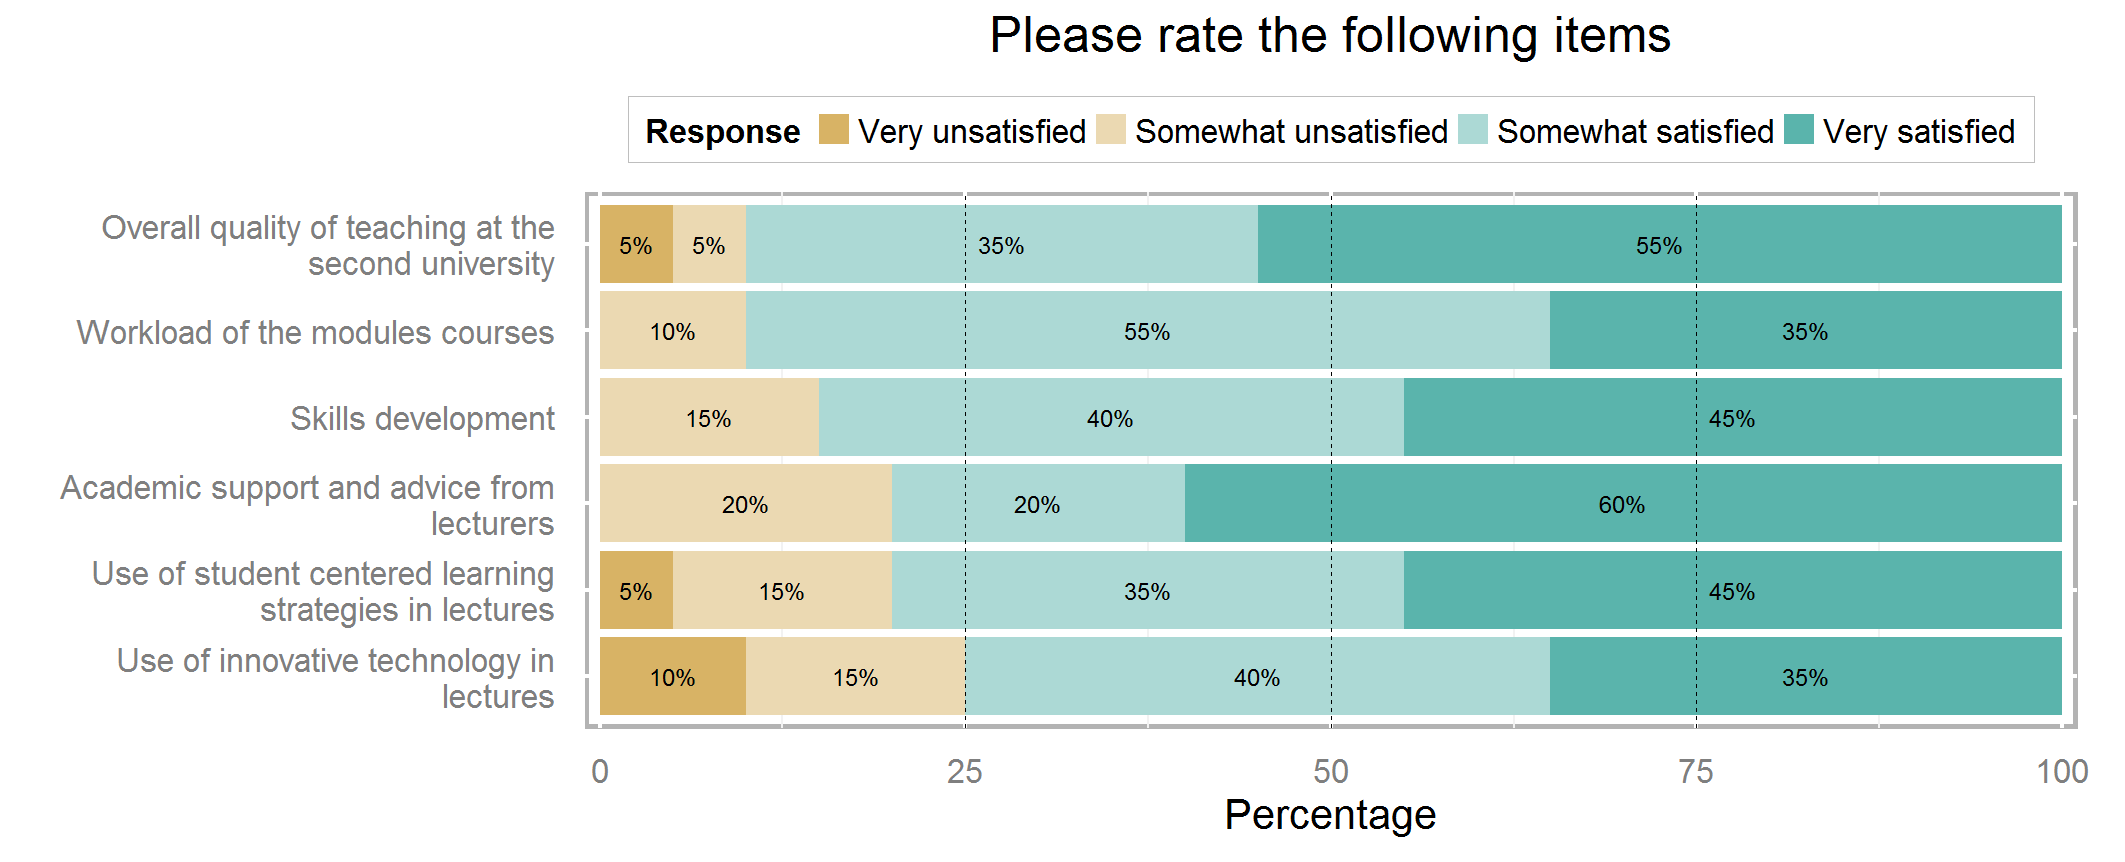 Please rate the following items
Response Very unsatisfied Somewhat unsatisfied Somewhat satisfied Very satisfied
Overall quality of teaching at the
second university
5% 5% 35% 55%
Workload of the modules courses
10% 55% 35%
Skills development
15% 40% 45%
Academic support and advice from
lecturers
20% 20% 60%
Use of student centered learning
strategies in lectures
5% 15% 35% 45%
Use of innovative technology in
lectures
10% 15% 40% 35%
0 25 50 75 100
Percentage